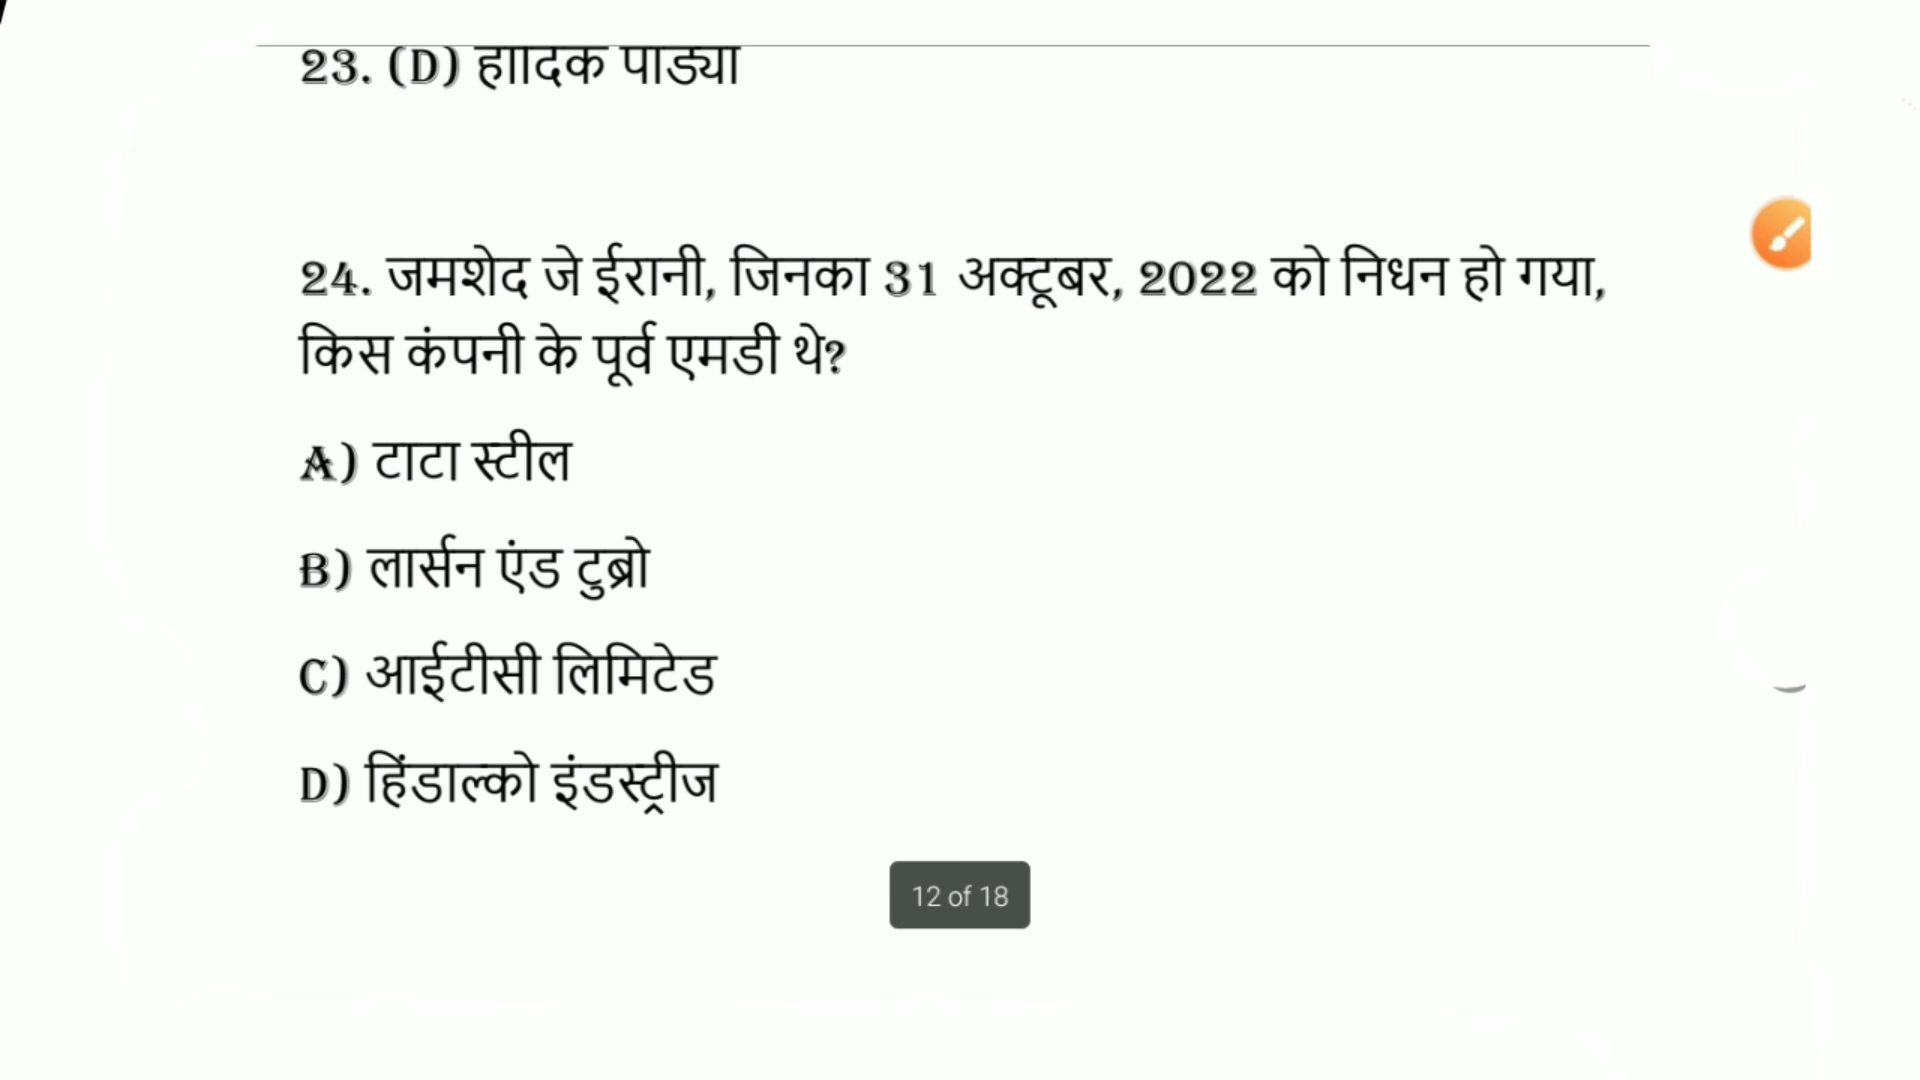 23. (D) हार्दिक पांड्या
24. जमशेद जे ईरानी, जिनका 31 अक्टूबर, 2022 को निधन हो गया,
किस कंपनी के पूर्व एमडी थे?
A) टाटा स्टील
B) लार्सन एंड टुब्रो
C) आईटीसी लिमिटेड
D) हिंडाल्को इंडस्ट्रीज
12 of 18